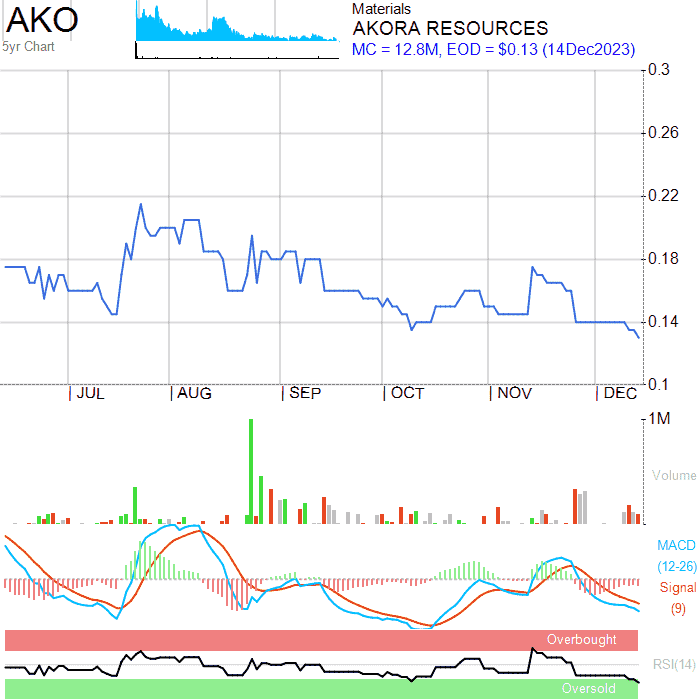 AKO
5yr Chart
Materials
AKORA RESOURCES
MC = 12.8M, EOD = $0.13 (14Dec2023)
0.3
0.26
0.22
0.18
0.14
0.1
JUL AUG SEP OCT NOV DEC
1M
Volume
MACD
(12-26)
Signal
(9)
Overbought
RSI(14)
Oversold